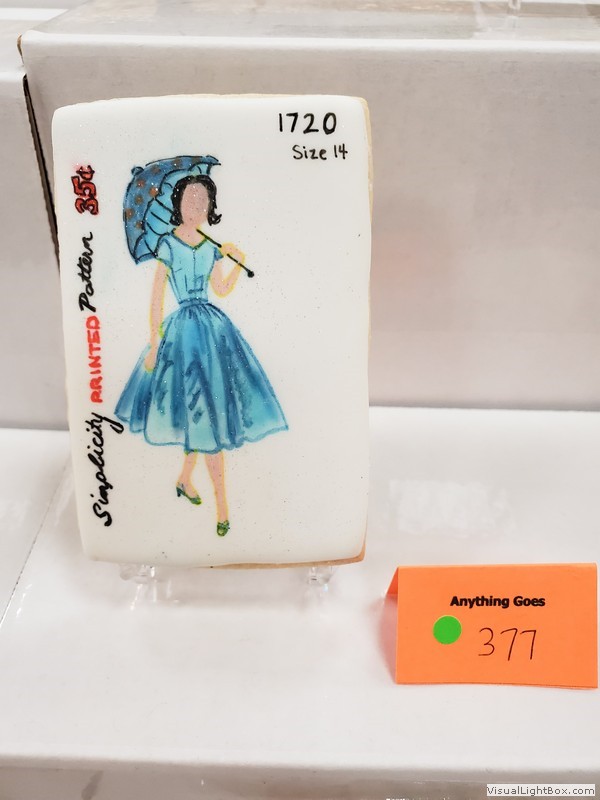 1720
Size 14
Simplicity PRINTED Pattern 35¢
Anything Goes
377
VisualLightBox.com